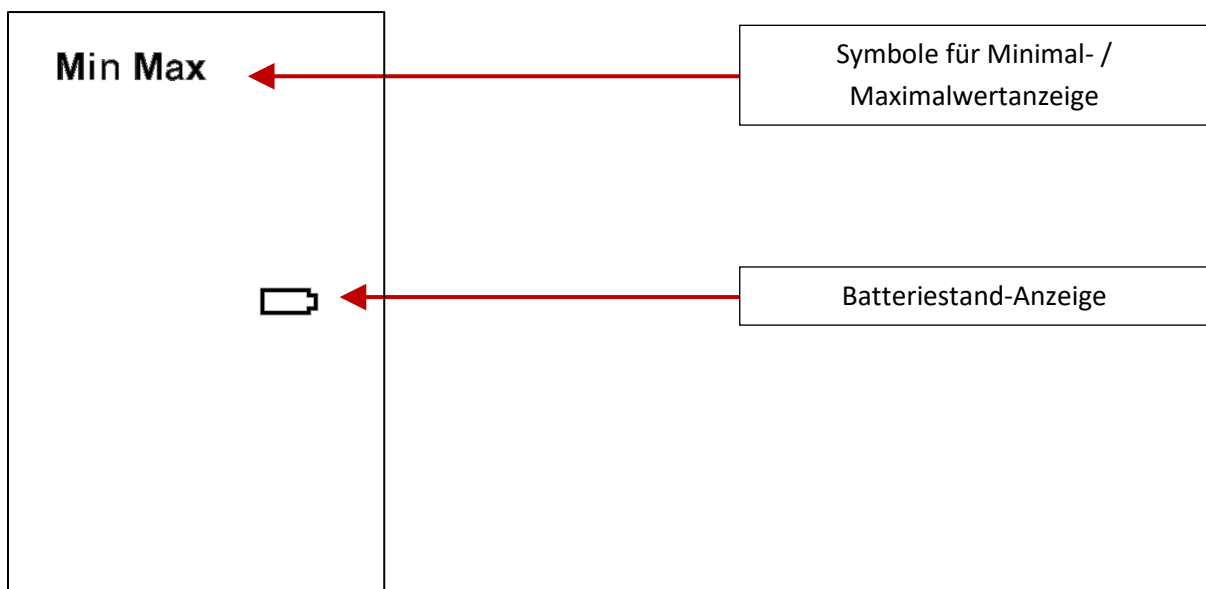 Min Max
Symbole für Minimal- /
Maximalwertanzeige
Batteriestand-Anzeige